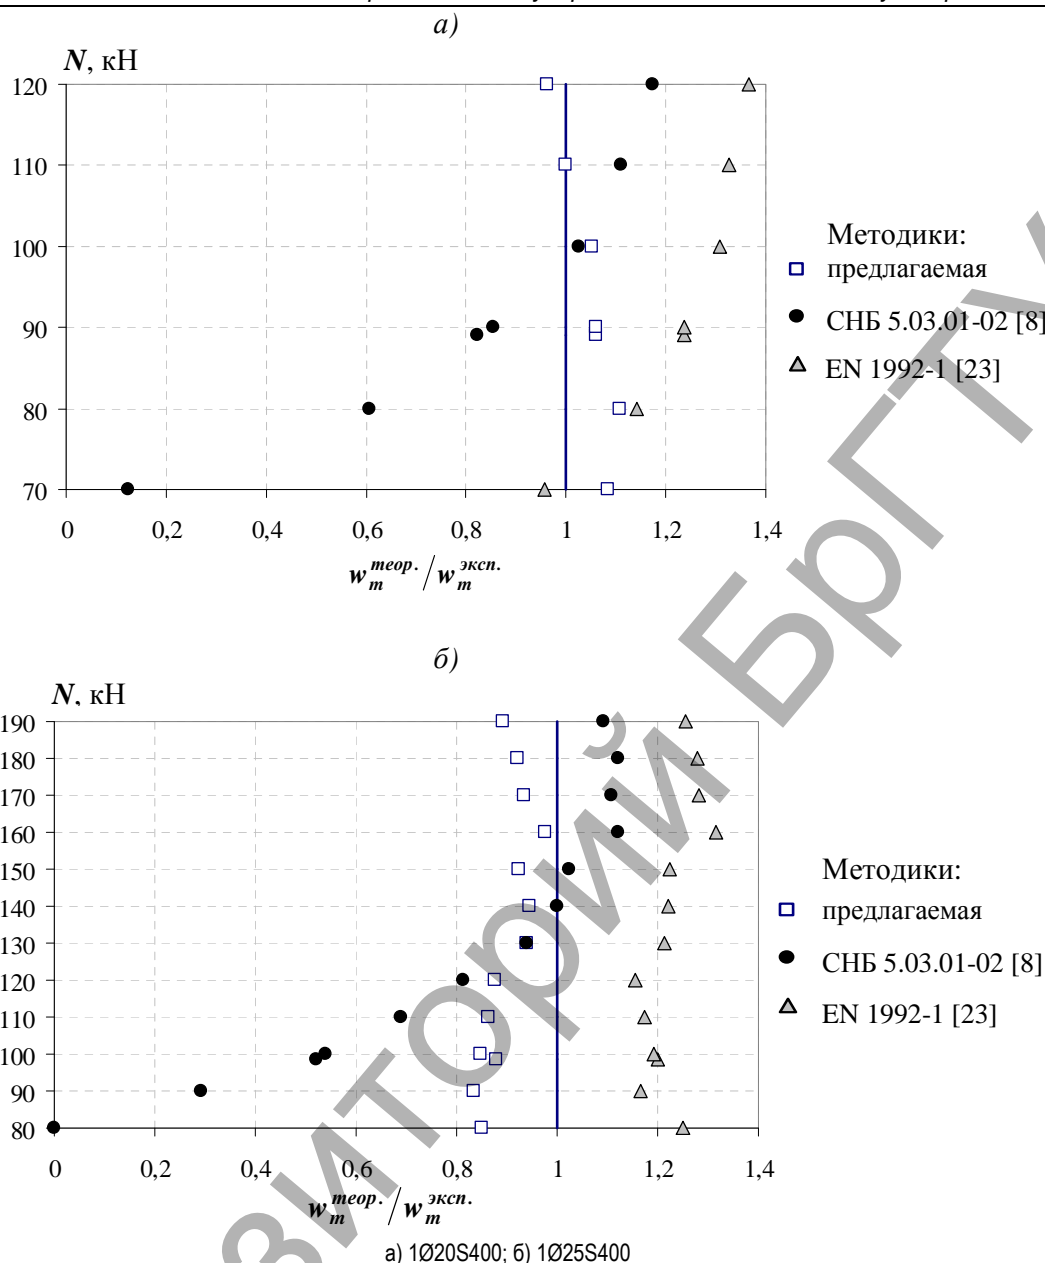 а)
N, кН
120
110
100
90
80
70
0 0,2 0,4 0,6 0,8 1 1,2 1,4
w_m^теор. / w_m^эксп.
Методики:
предлагаемая
СНБ 5.03.01-02 [8]
EN 1992-1 [23]
б)
N, кН
190
180
170
160
150
140
130
120
110
100
90
80
0 0,2 0,4 0,6 0,8 1 1,2 1,4
w_m^теор. / w_m^эксп.
Методики:
предлагаемая
СНБ 5.03.01-02 [8]
EN 1992-1 [23]
а) 1Ø20S400; б) 1Ø25S400
зиторий БрГТУ